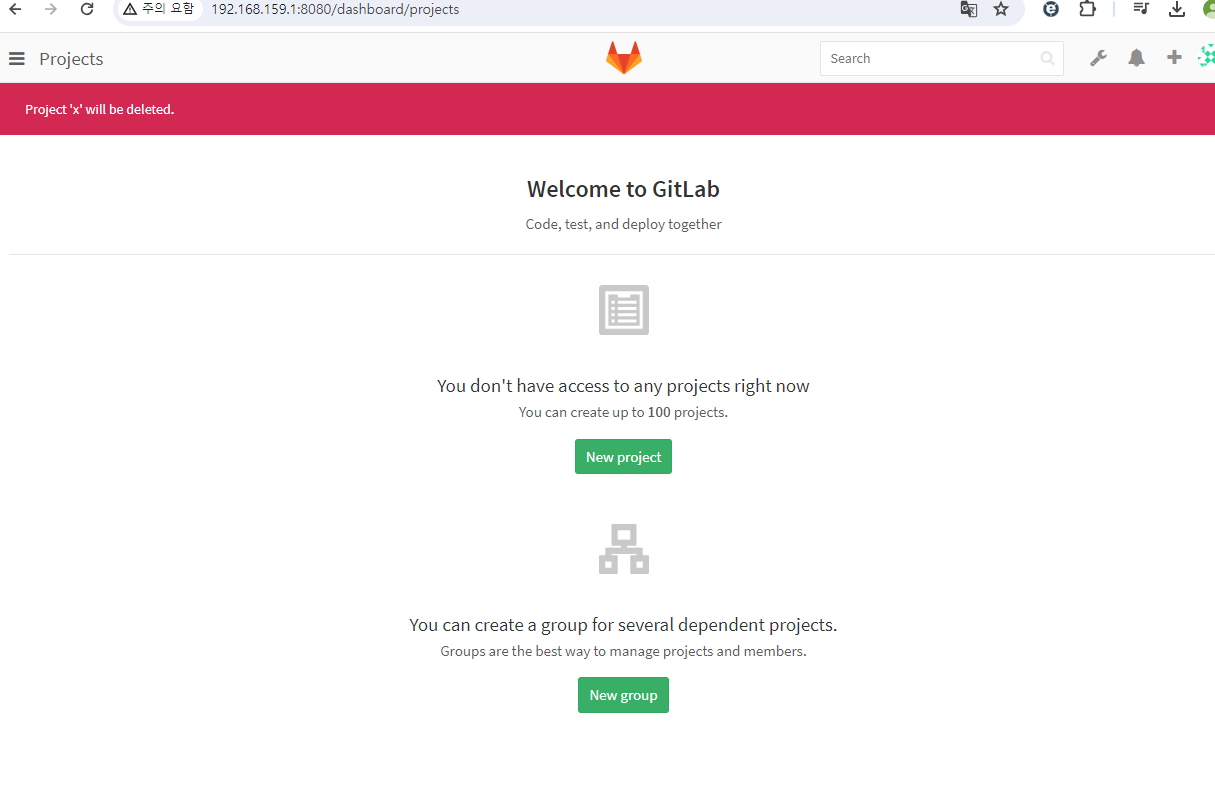 주의 요함 192.168.159.1:8080/dashboard/projects
Projects
Search
Project 'x' will be deleted.
Welcome to GitLab
Code, test, and deploy together
You don't have access to any projects right now
You can create up to 100 projects.
New project
You can create a group for several dependent projects.
Groups are the best way to manage projects and members.
New group